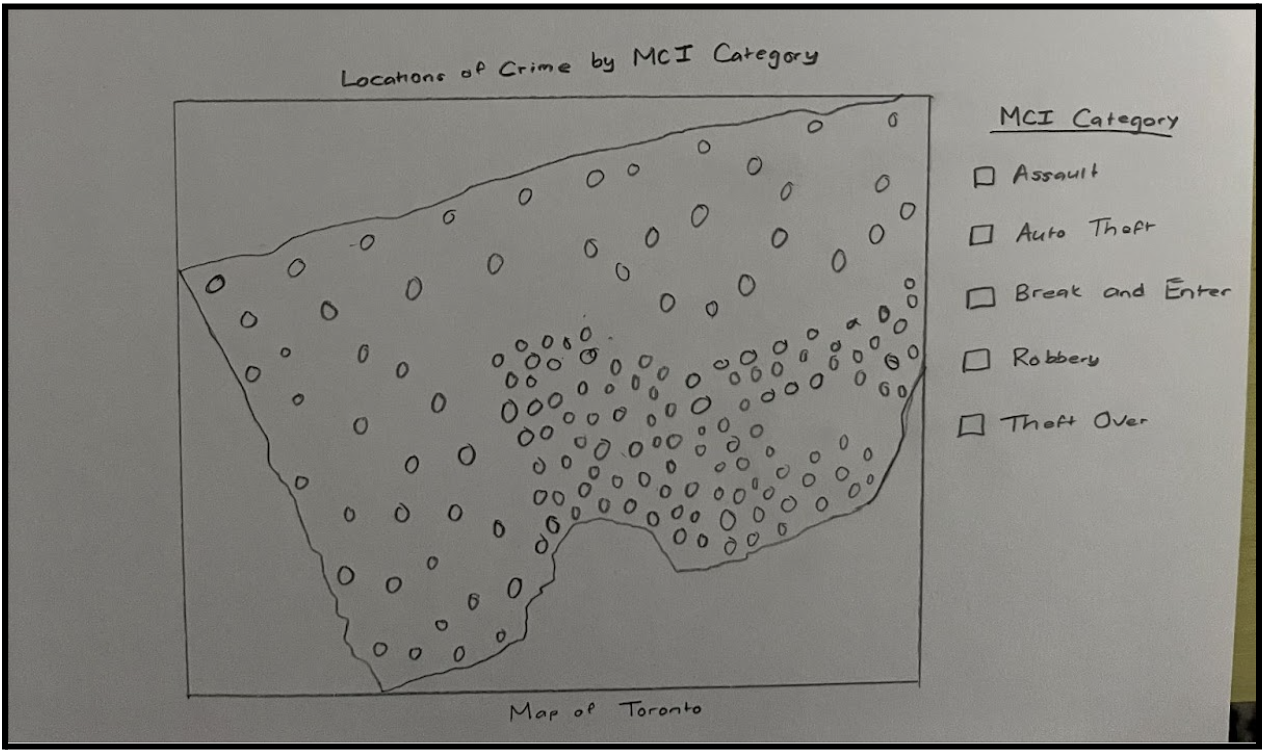 Locations of Crime by MCI Category
MCI Category
Assault
Auto Theft
Break and Enter
Robbery
Theft Over
Map of Toronto